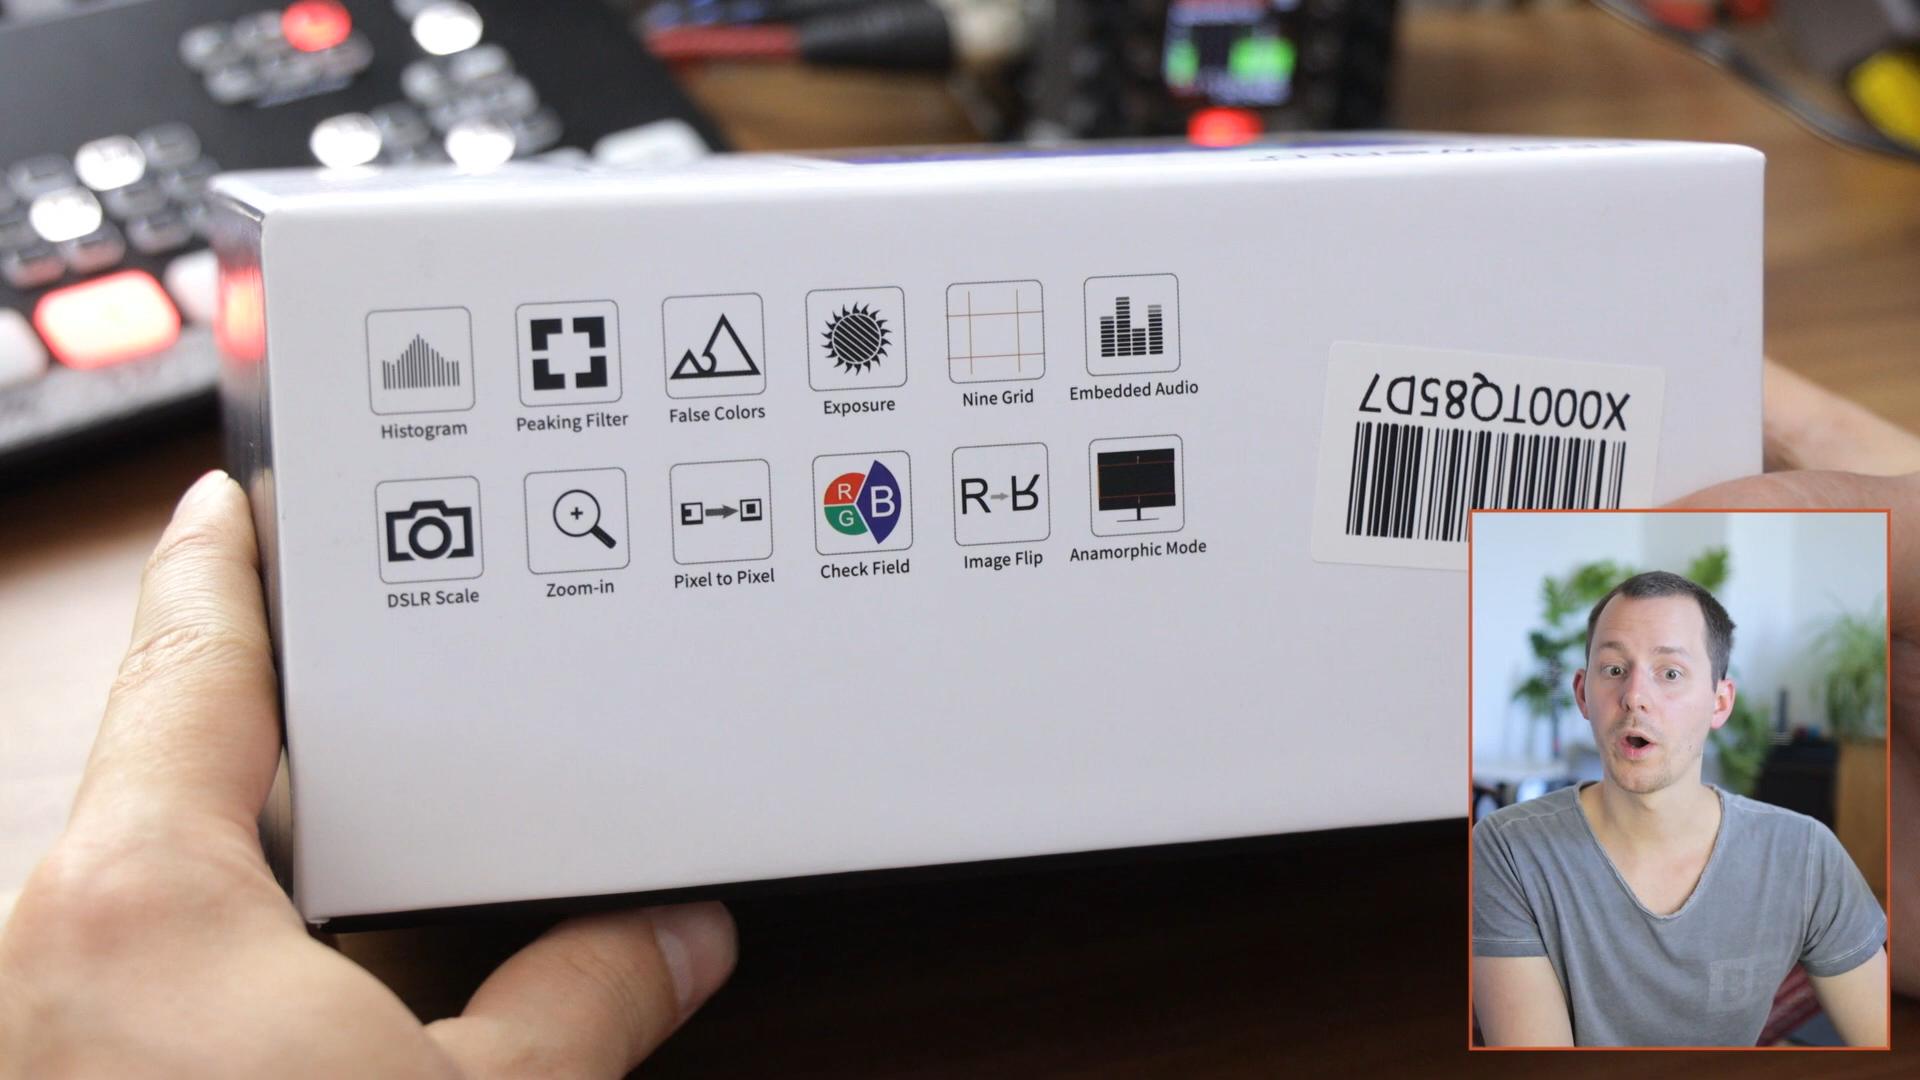 Histogram
Peaking Filter
False Colors
Exposure
Nine Grid
Embedded Audio
R
G
B
R
R
DSLR Scale
Zoom-in
Pixel to Pixel
Check Field
Image Flip
Anamorphic Mode
X000TQ85D7